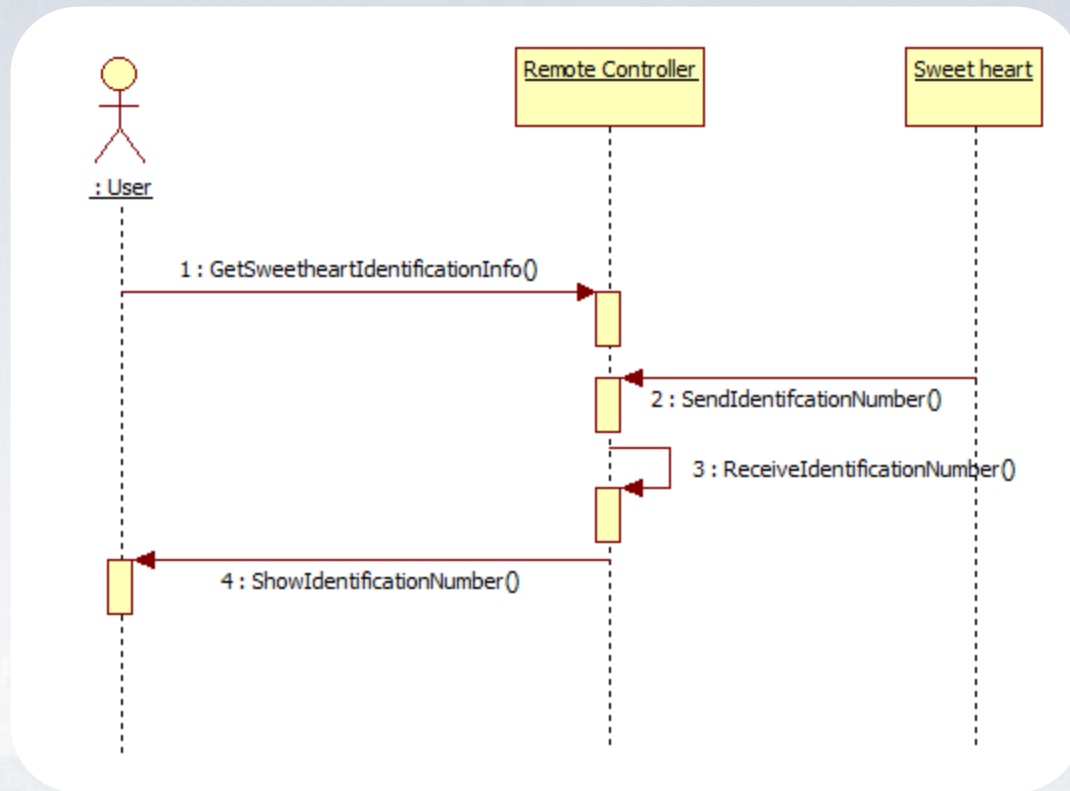 Remote Controller
Sweet heart
: User
1 : GetSweetheartIdentificationInfo()
2 : SendIdentifcationNumber()
3 : ReceiveIdentificationNumber()
4 : ShowIdentificationNumber()